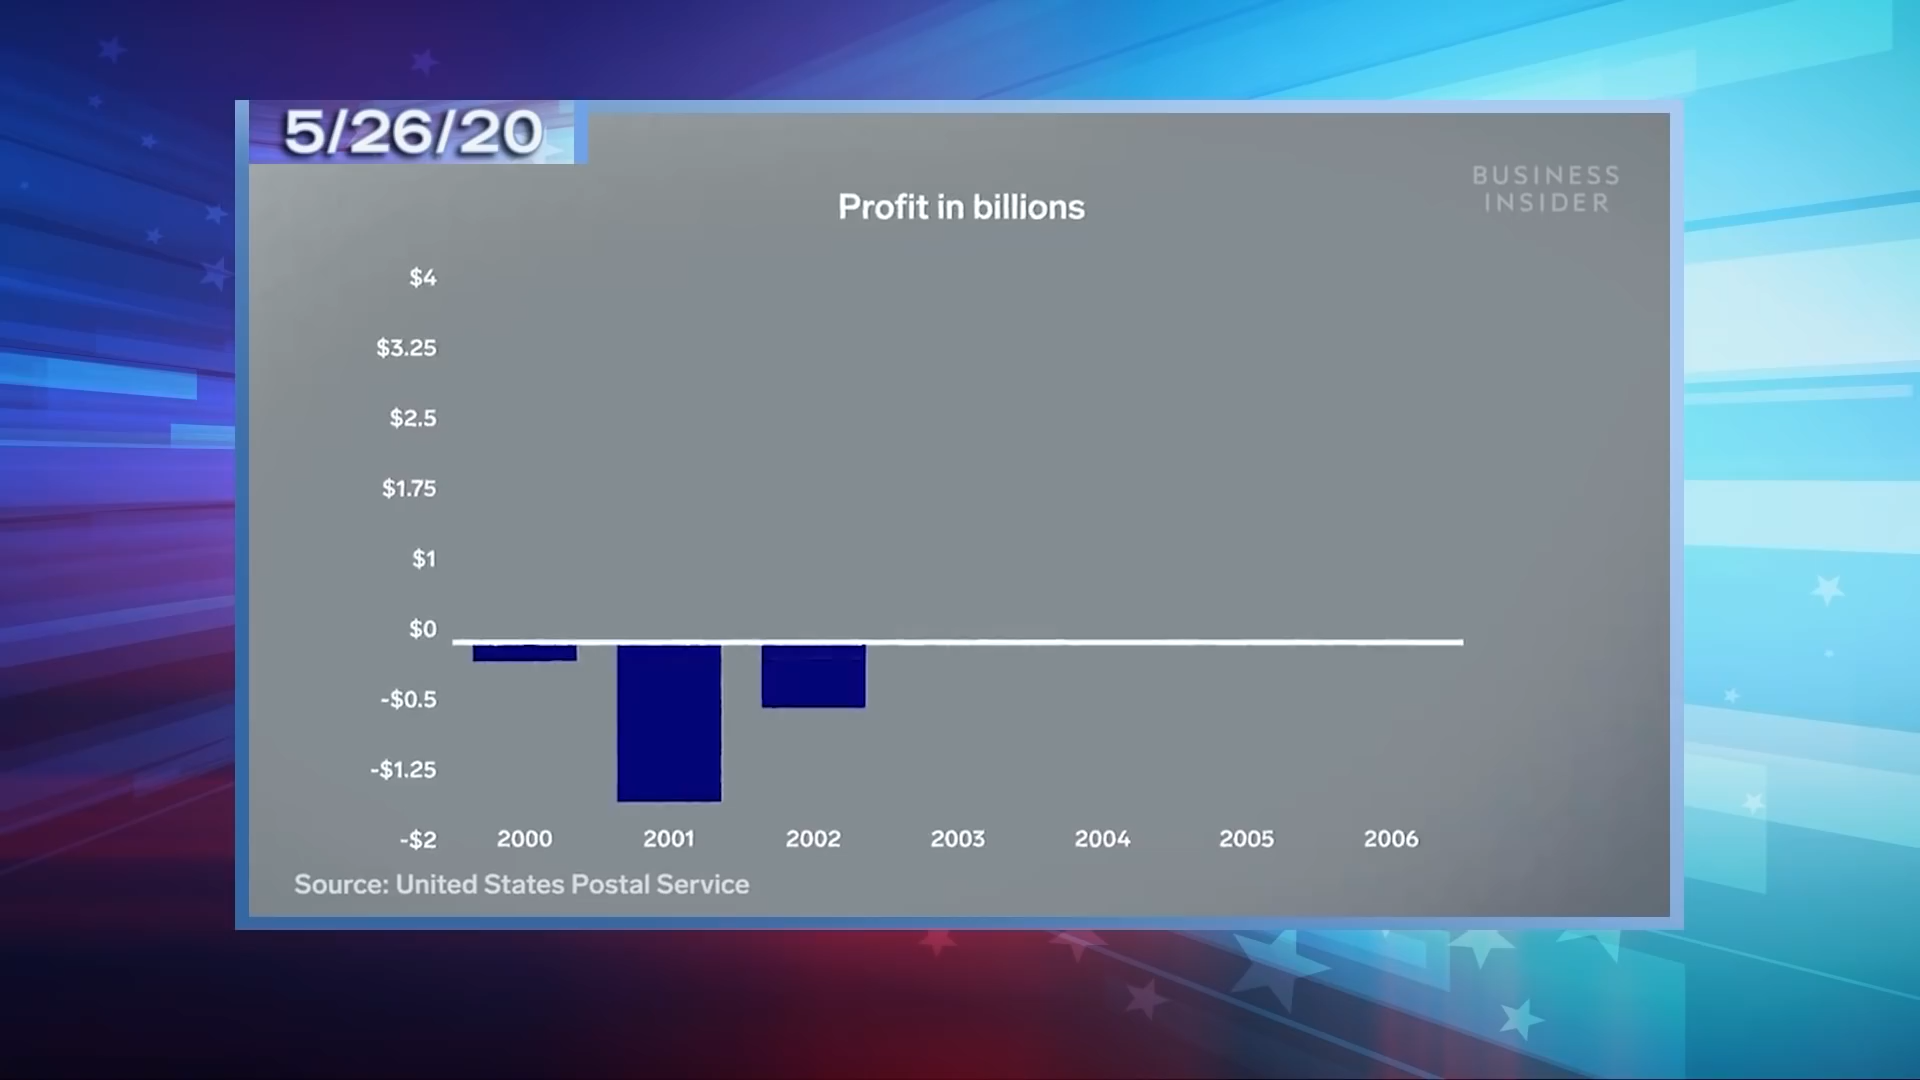 5/26/20
BUSINESS
INSIDER
Profit in billions
$4
$3.25
$2.5
$1.75
$1
$0
-$0.5
-$1.25
-$2
2000 2001 2002 2003 2004 2005 2006
Source: United States Postal Service